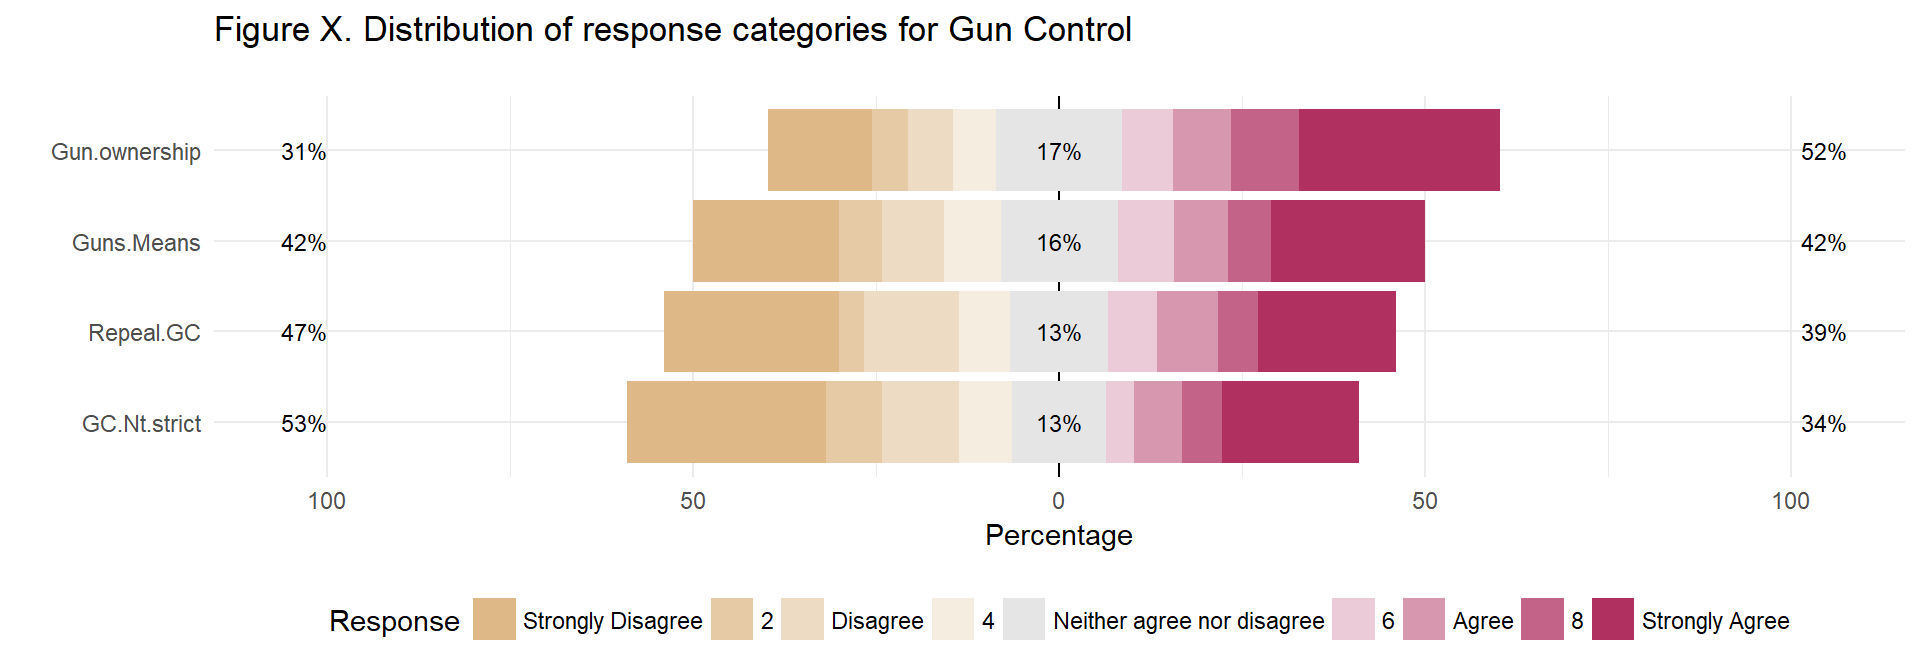 Figure X. Distribution of response categories for Gun Control
Gun.ownership 31% 17% 52%
Guns.Means 42% 16% 42%
Repeal.GC 47% 13% 39%
GC.Nt.strict 53% 13% 34%
100 50 0 50 100
Percentage
Response Strongly Disagree 2 Disagree 4 Neither agree nor disagree 6 Agree 8 Strongly Agree